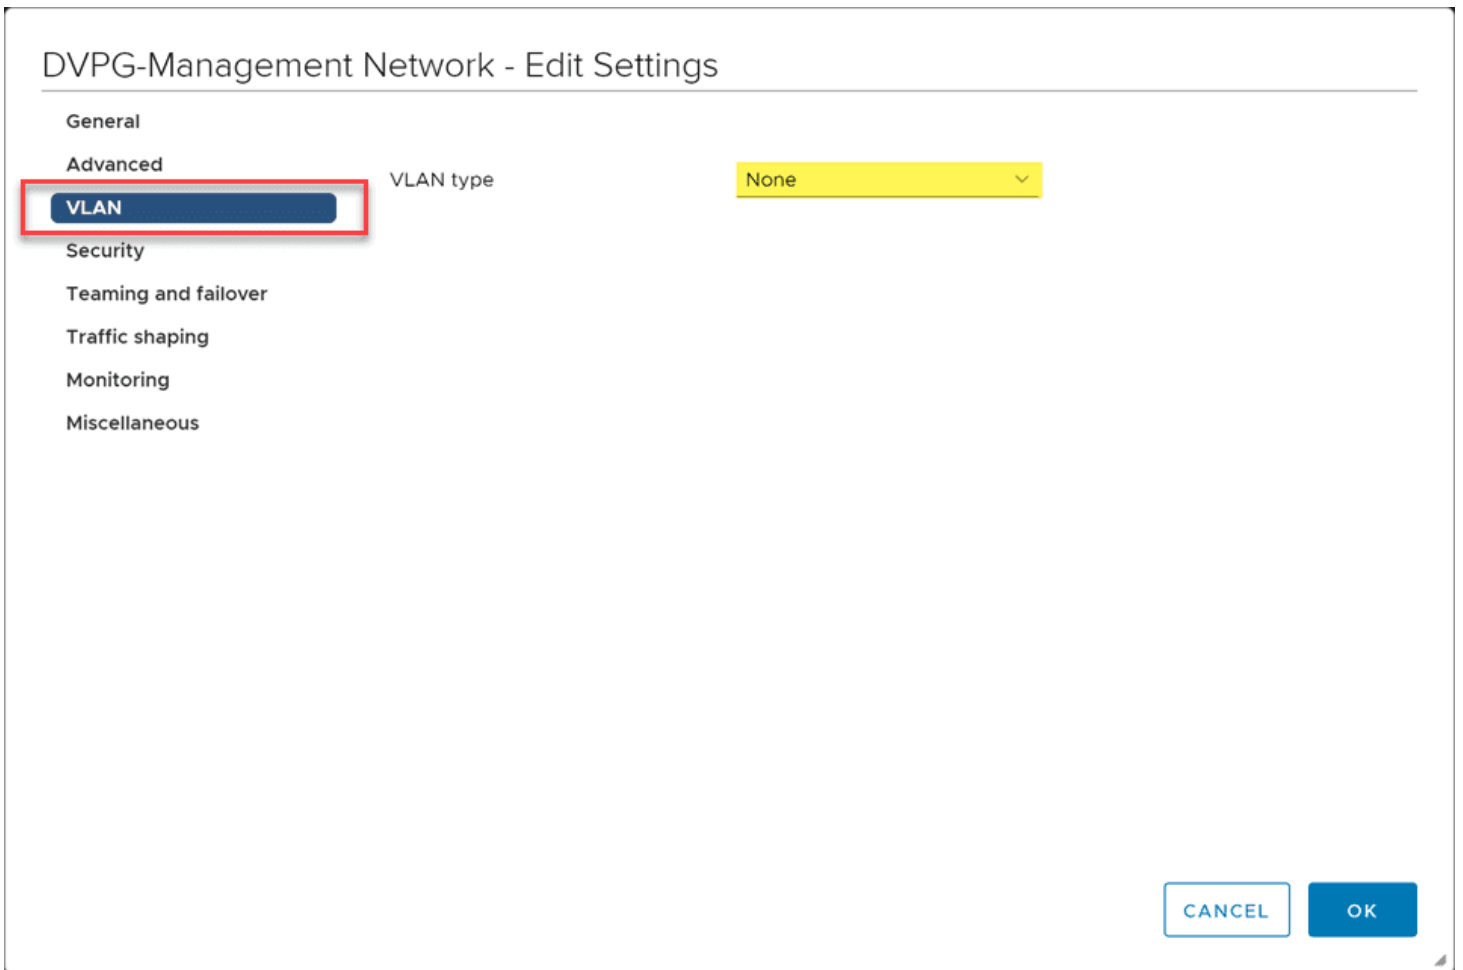 DVPG-Management Network - Edit Settings
General
Advanced
VLAN
Security
Teaming and failover
Traffic shaping
Monitoring
Miscellaneous
VLAN type
None
CANCEL
OK